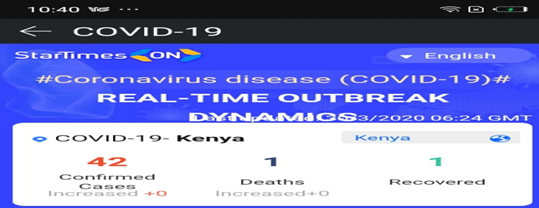 10:40
COVID-19
StarTimes ON
English
#Coronavirus disease (COVID-19)#
REAL-TIME OUTBREAK
DYNAMICS
3/2020 06:24 GMT
COVID-19- Kenya
Kenya
42
1
1
Confirmed
Cases
Deaths
Recovered
Increased +0
Increased+0